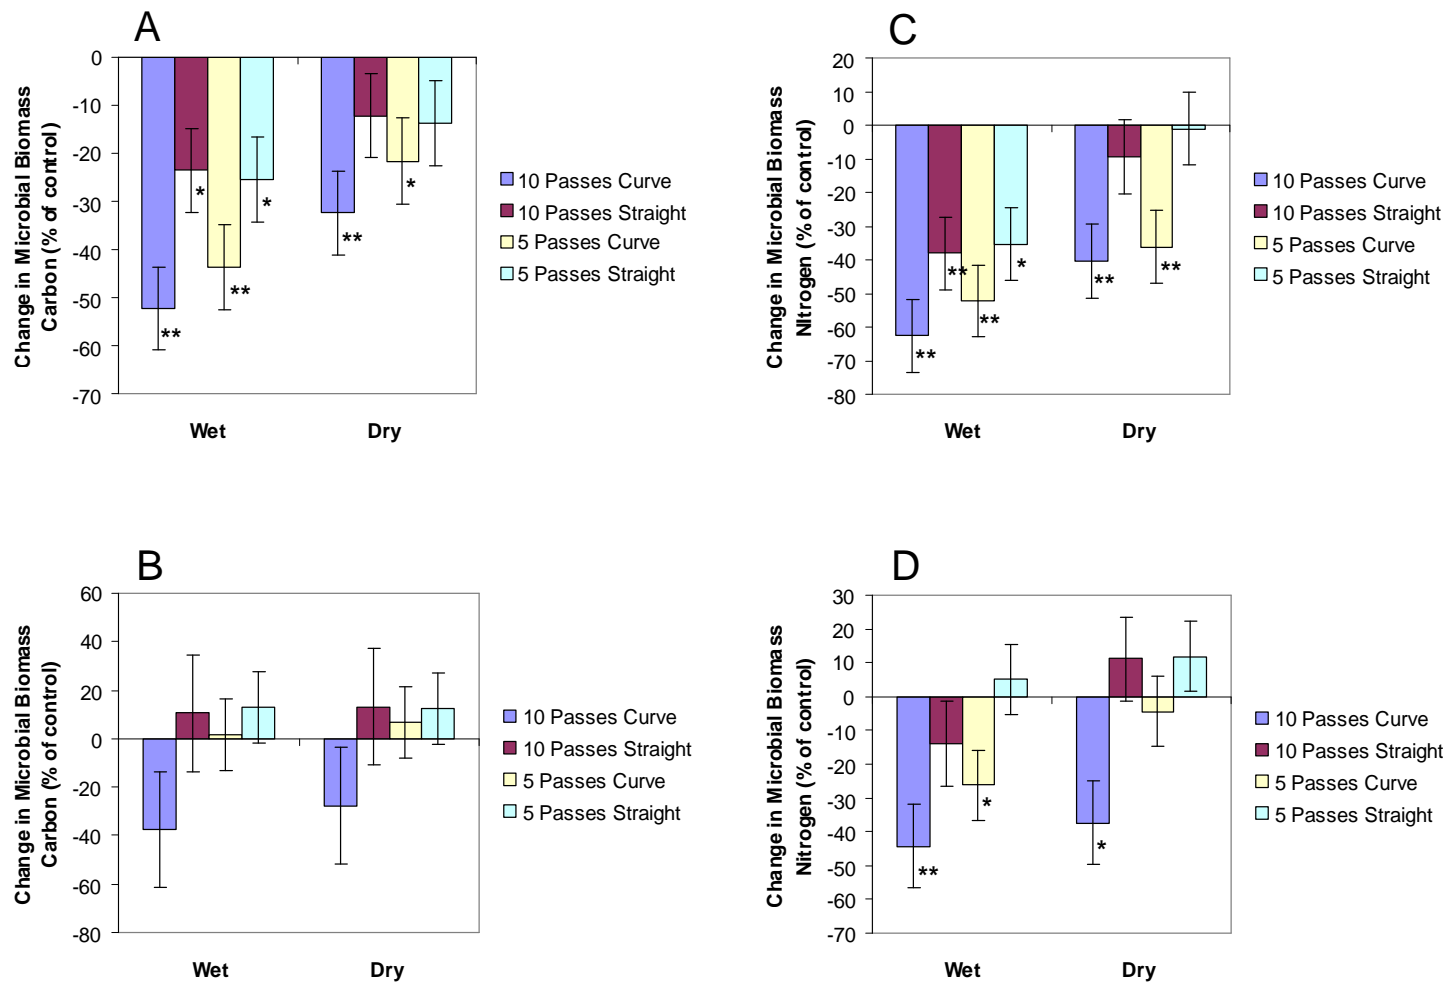 A
0
-10
-20
-30
-40
-50
-60
-70
Change in Microbial Biomass
Carbon (% of control)
*
*
**
**
**
*
Wet
Dry
10 Passes Curve
10 Passes Straight
5 Passes Curve
5 Passes Straight
C
20
10
0
-10
-20
-30
-40
-50
-60
-70
-80
Change in Microbial Biomass
NItrogen (% of control)
**
**
**
*
**
**
Wet
Dry
10 Passes Curve
10 Passes Straight
5 Passes Curve
5 Passes Straight
B
60
40
20
0
-20
-40
-60
-80
Change in Microbial Biomass
Carbon (% of control)
Wet
Dry
10 Passes Curve
10 Passes Straight
5 Passes Curve
5 Passes Straight
D
30
20
10
0
-10
-20
-30
-40
-50
-60
-70
Change in Microbial Biomass
Nitrogen (% of control)
**
*
*
Wet
Dry
10 Passes Curve
10 Passes Straight
5 Passes Curve
5 Passes Straight